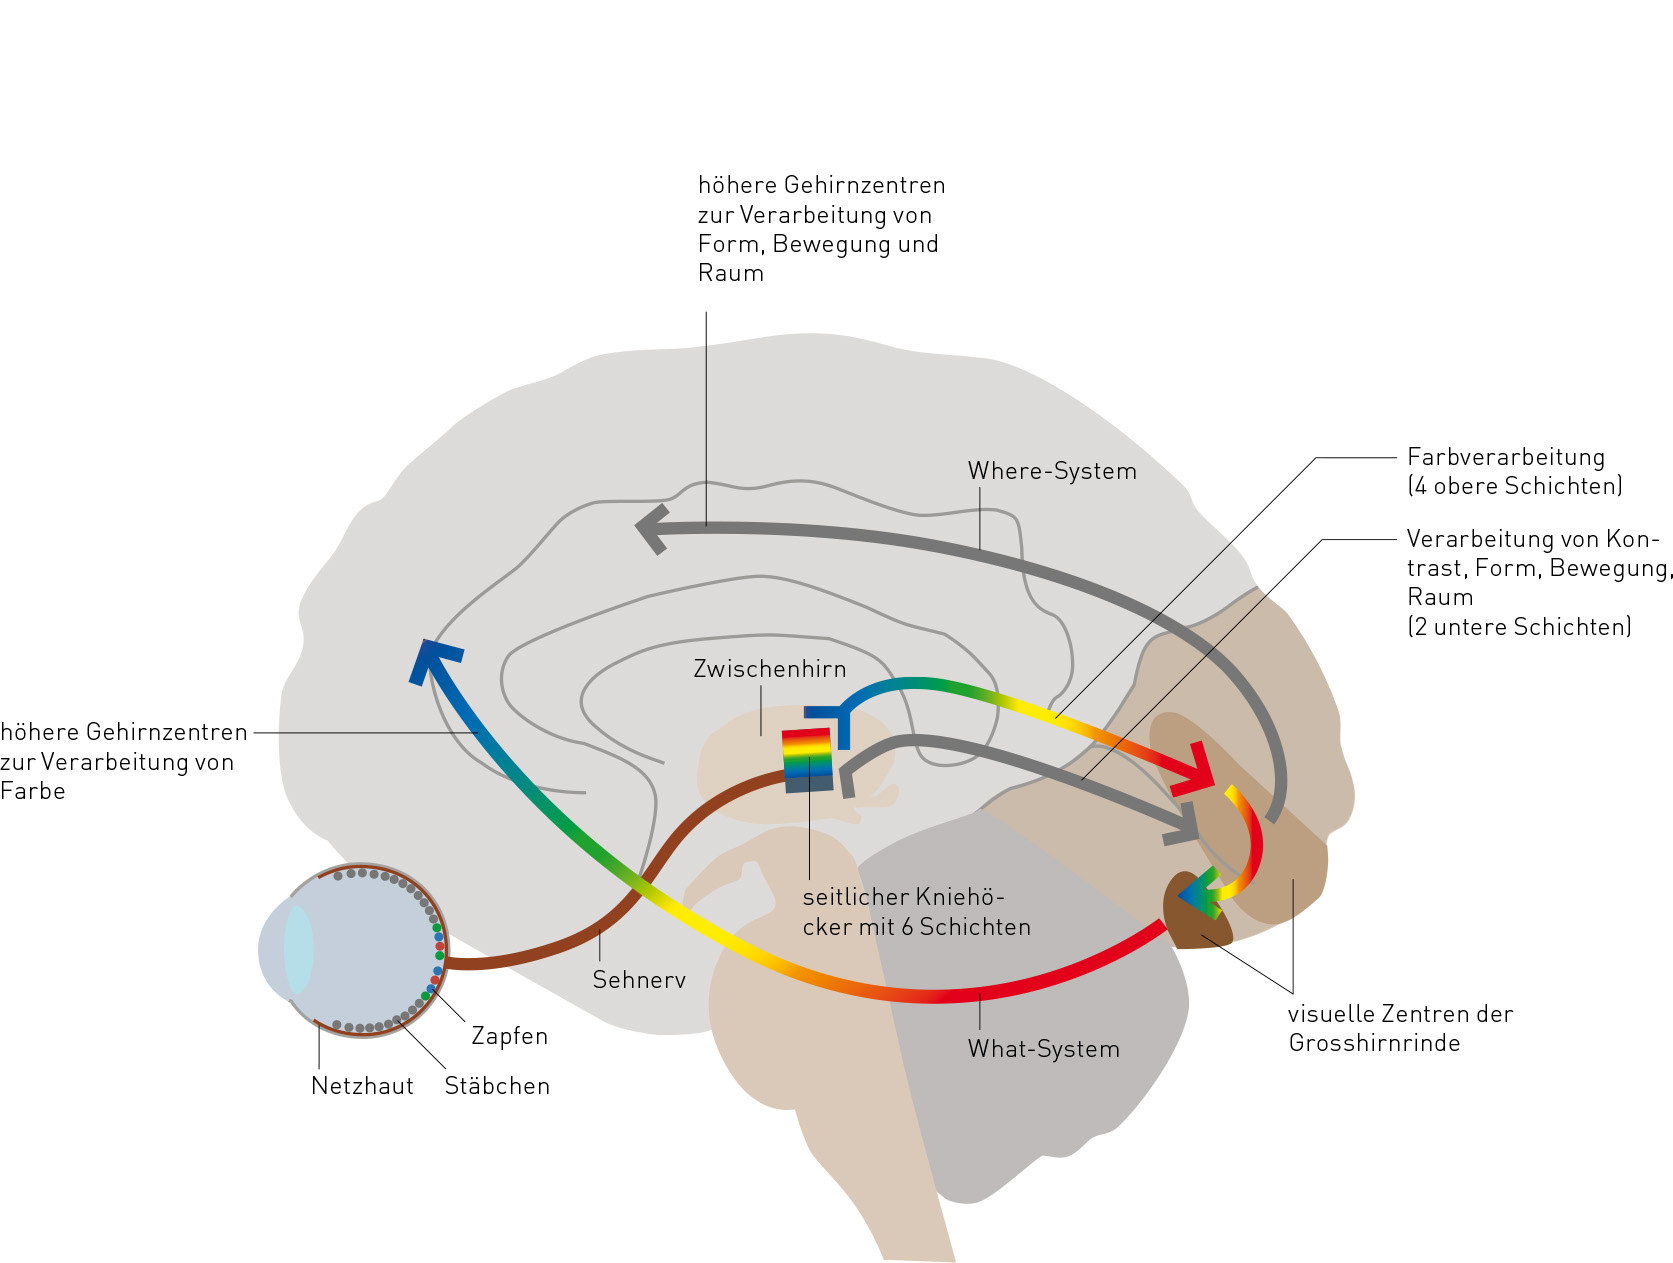 höhere Gehirnzentren
zur Verarbeitung von
Form, Bewegung und
Raum
Where-System
Farbverarbeitung
(4 obere Schichten)
Verarbeitung von Kon-
trast, Form, Bewegung,
Raum
(2 untere Schichten)
Zwischenhirn
höhere Gehirnzentren
zur Verarbeitung von
Farbe
seitlicher Kniehö-
cker mit 6 Schichten
Sehnerv
Zapfen
Netzhaut
Stäbchen
What-System
visuelle Zentren der
Grosshirnrinde